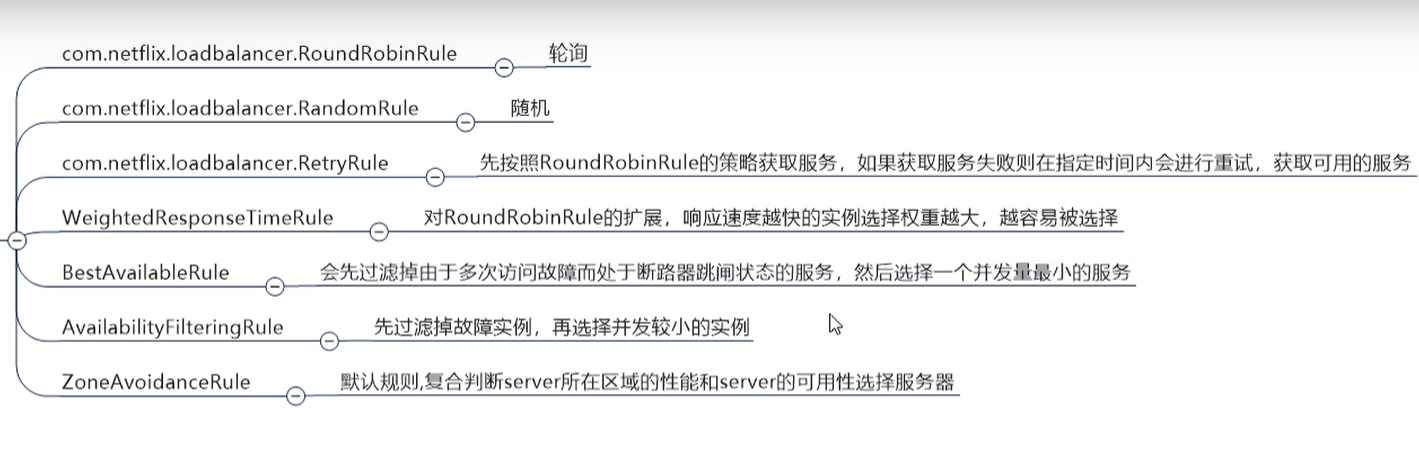 com.netflix.loadbalancer.RoundRobinRule 轮询
com.netflix.loadbalancer.RandomRule 随机
com.netflix.loadbalancer.RetryRule 先按照RoundRobinRule的策略获取服务，如果获取服务失败则在指定时间内会进行重试，获取可用的服务
WeightedResponseTimeRule 对RoundRobinRule的扩展，响应速度越快的实例选择权重越大，越容易被选择
BestAvailableRule 会先过滤掉由于多次访问故障而处于断路器跳闸状态的服务，然后选择一个并发量最小的服务
AvailabilityFilteringRule 先过滤掉故障实例，再选择并发较小的实例
ZoneAvoidanceRule 默认规则,复合判断server所在区域的性能和server的可用性选择服务器